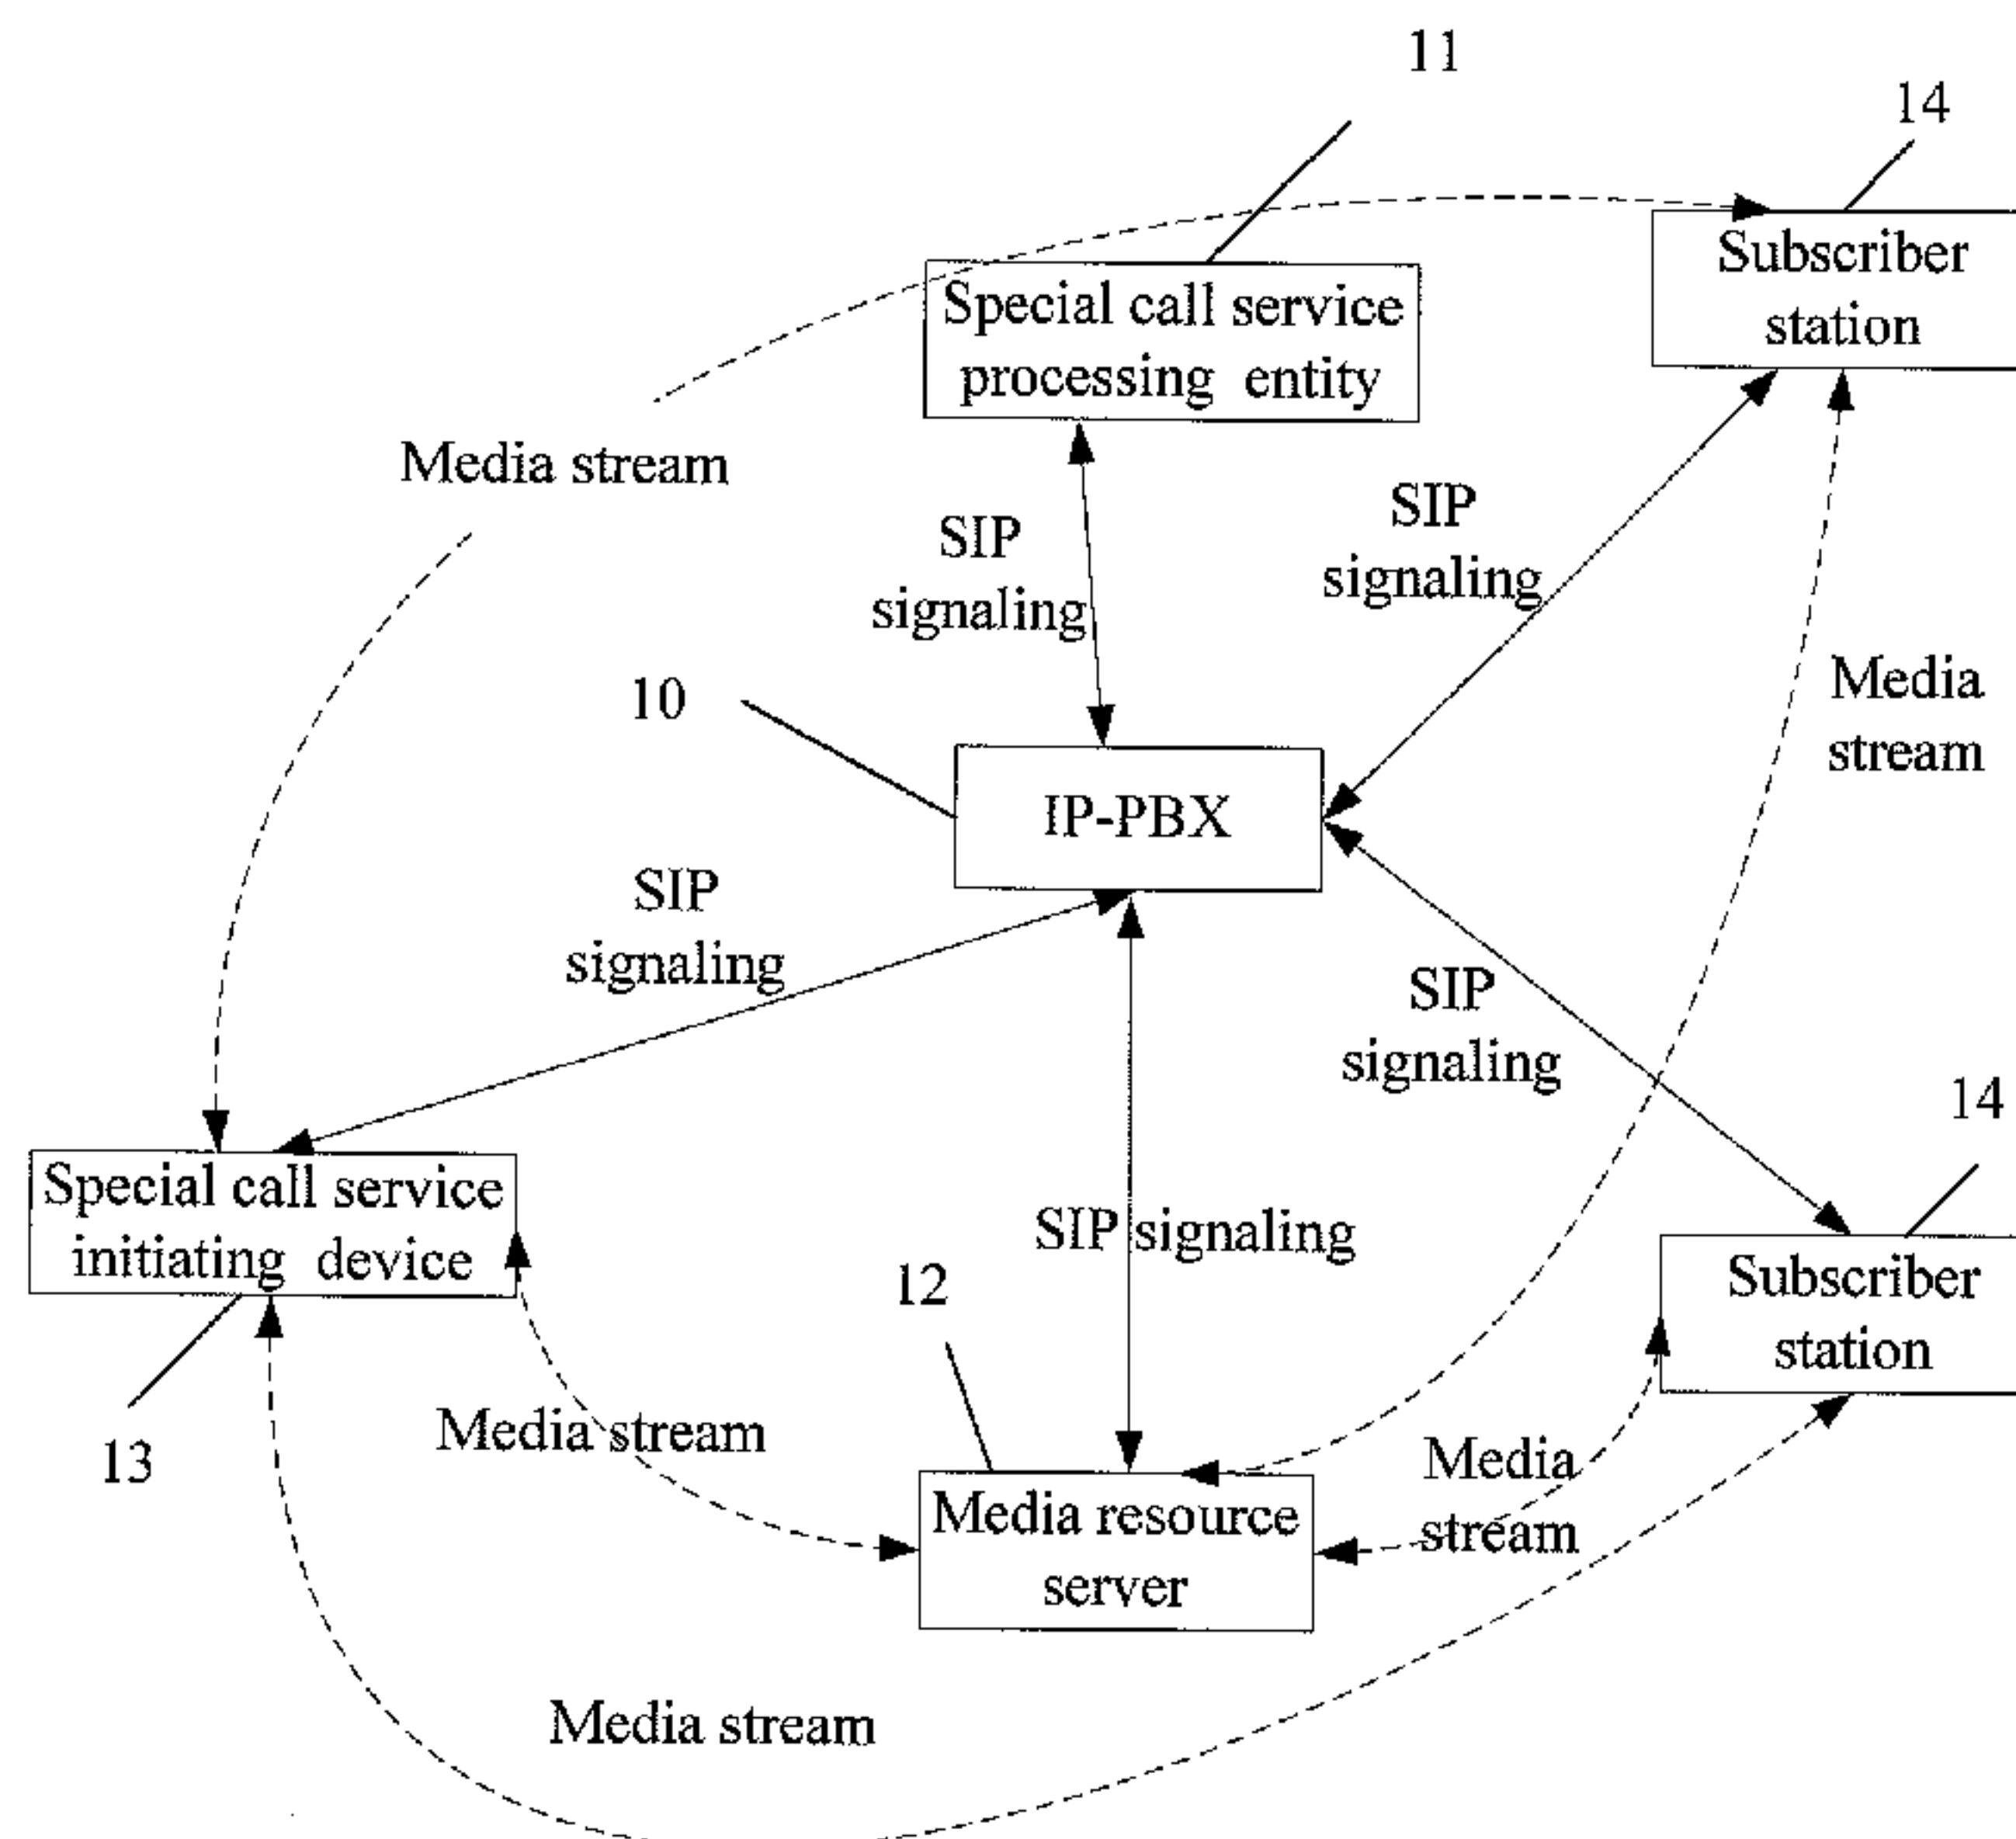 11
14
Subscriber
station
Special call service
processing entity
Media stream
SIP
signaling
SIP
signaling
Media
stream
10
IP-PBX
SIP
signaling
SIP
signaling
14
Special call service
initiating device
SIP signaling
12
Subscriber
station
13
Media stream
Media resource
server
Media
stream
Media stream